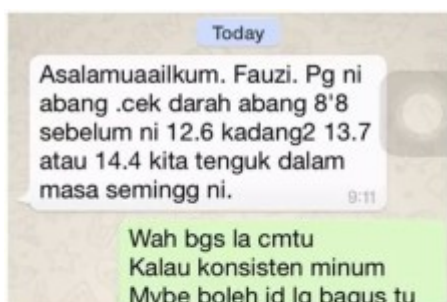 Today
Asalamuaailkum. Fauzi. Pg ni
abang .cek darah abang 8'8
sebelum ni 12.6 kadang2 13.7
atau 14.4 kita tenguk dalam
masa semingg ni.
9:11
Wah bgs la cmtu
Kalau konsisten minum
Mybe boleh jd lg bagus tu